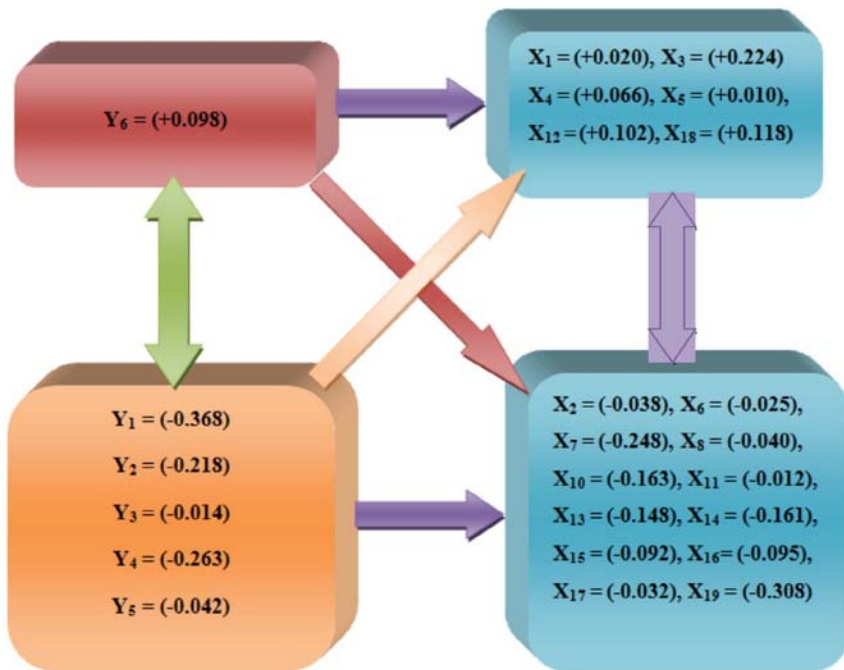 Y₆ = (+0.098)
X₁ = (+0.020), X₃ = (+0.224)
X₄ = (+0.066), X₅ = (+0.010),
X₁₂ = (+0.102), X₁₈ = (+0.118)
Y₁ = (-0.368)
Y₂ = (-0.218)
Y₃ = (-0.014)
Y₄ = (-0.263)
Y₅ = (-0.042)
X₂ = (-0.038), X₆ = (-0.025),
X₇ = (-0.248), X₈ = (-0.040),
X₁₀ = (-0.163), X₁₁ = (-0.012),
X₁₃ = (-0.148), X₁₄ = (-0.161),
X₁₅ = (-0.092), X₁₆= (-0.095),
X₁₇ = (-0.032), X₁₉ = (-0.308)